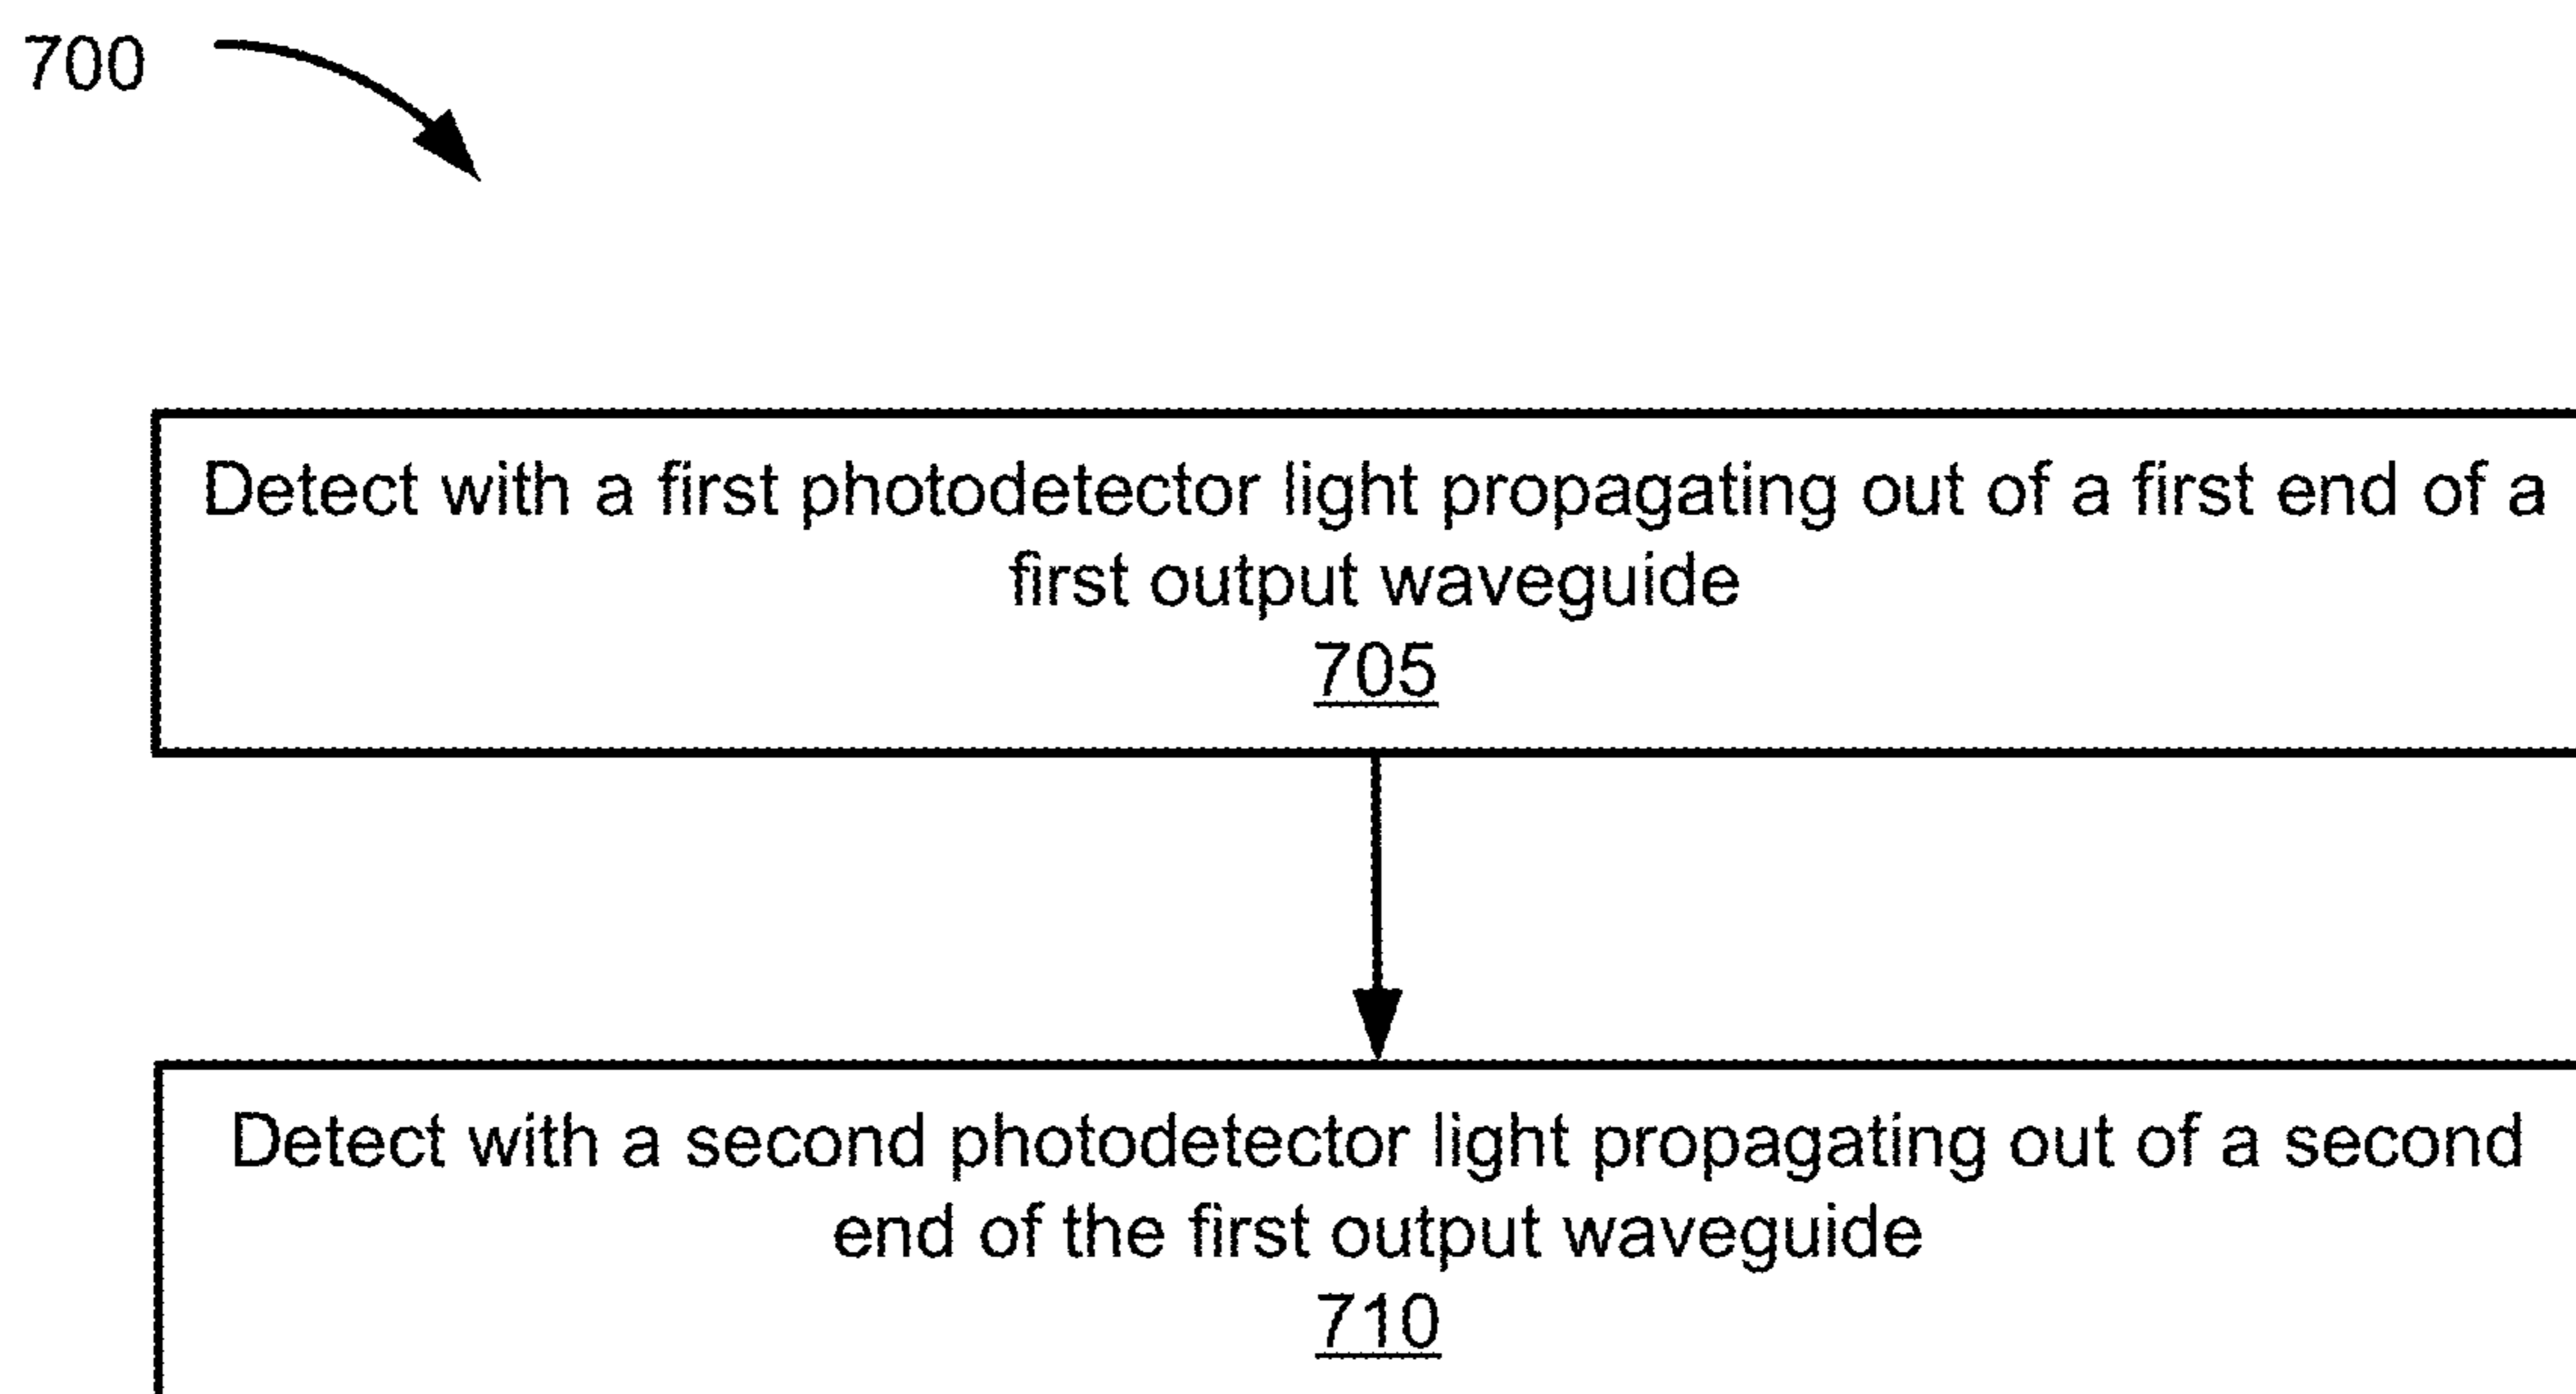 700
Detect with a first photodetector light propagating out of a first end of a
first output waveguide
705
Detect with a second photodetector light propagating out of a second
end of the first output waveguide
710